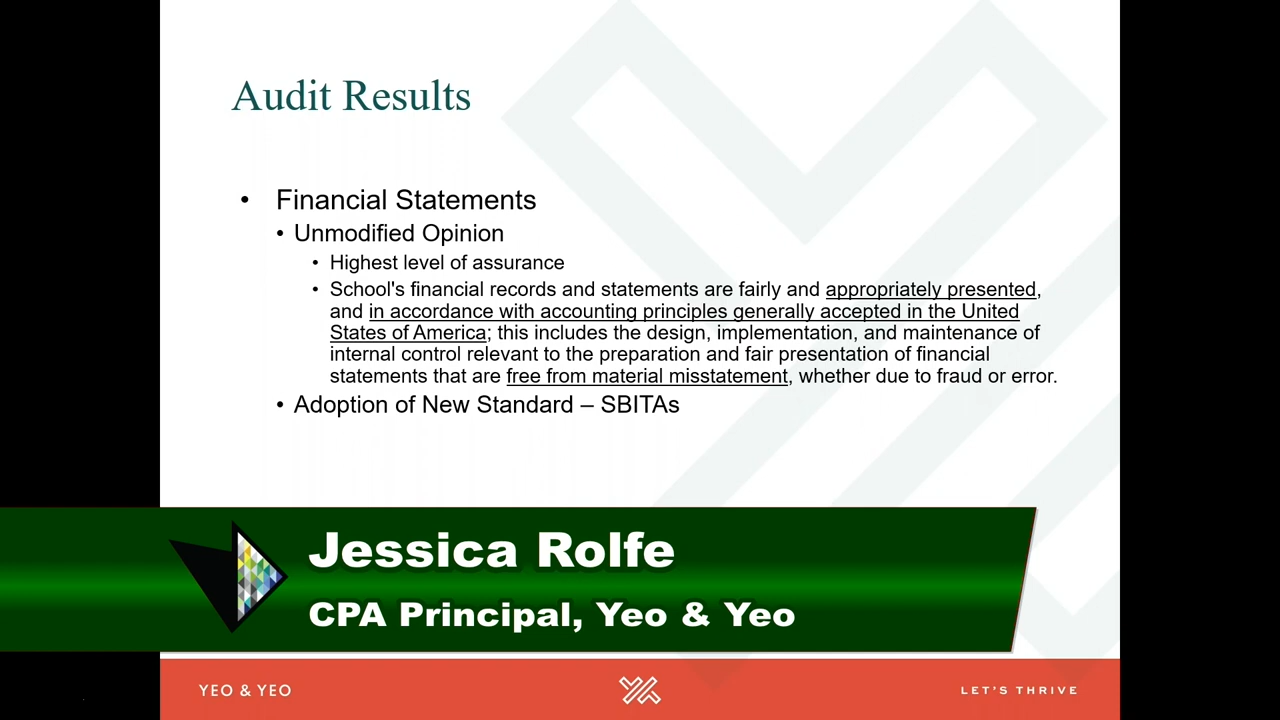 Audit Results
• Financial Statements
• Unmodified Opinion
• Highest level of assurance
• School's financial records and statements are fairly and appropriately presented,
and in accordance with accounting principles generally accepted in the United
States of America; this includes the design, implementation, and maintenance of
internal control relevant to the preparation and fair presentation of financial
statements that are free from material misstatement, whether due to fraud or error.
• Adoption of New Standard – SBITAs
Jessica Rolfe
CPA Principal, Yeo & Yeo
YEO & YEO
LET'S THRIVE